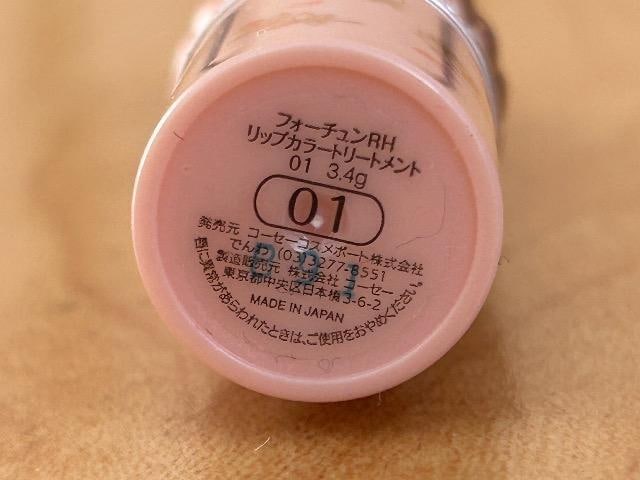 フォーチュンRH
リップカラートリートメント
01 3.4g
01
発売元 コーセーコスメポート株式会社
でんわ (03)3277-8551
製造販売元 株式会社 コーセー
東京都中央区日本橋3-6-2
MADE IN JAPAN
唇に異常があらわれたときは、ご使用をおやめください。